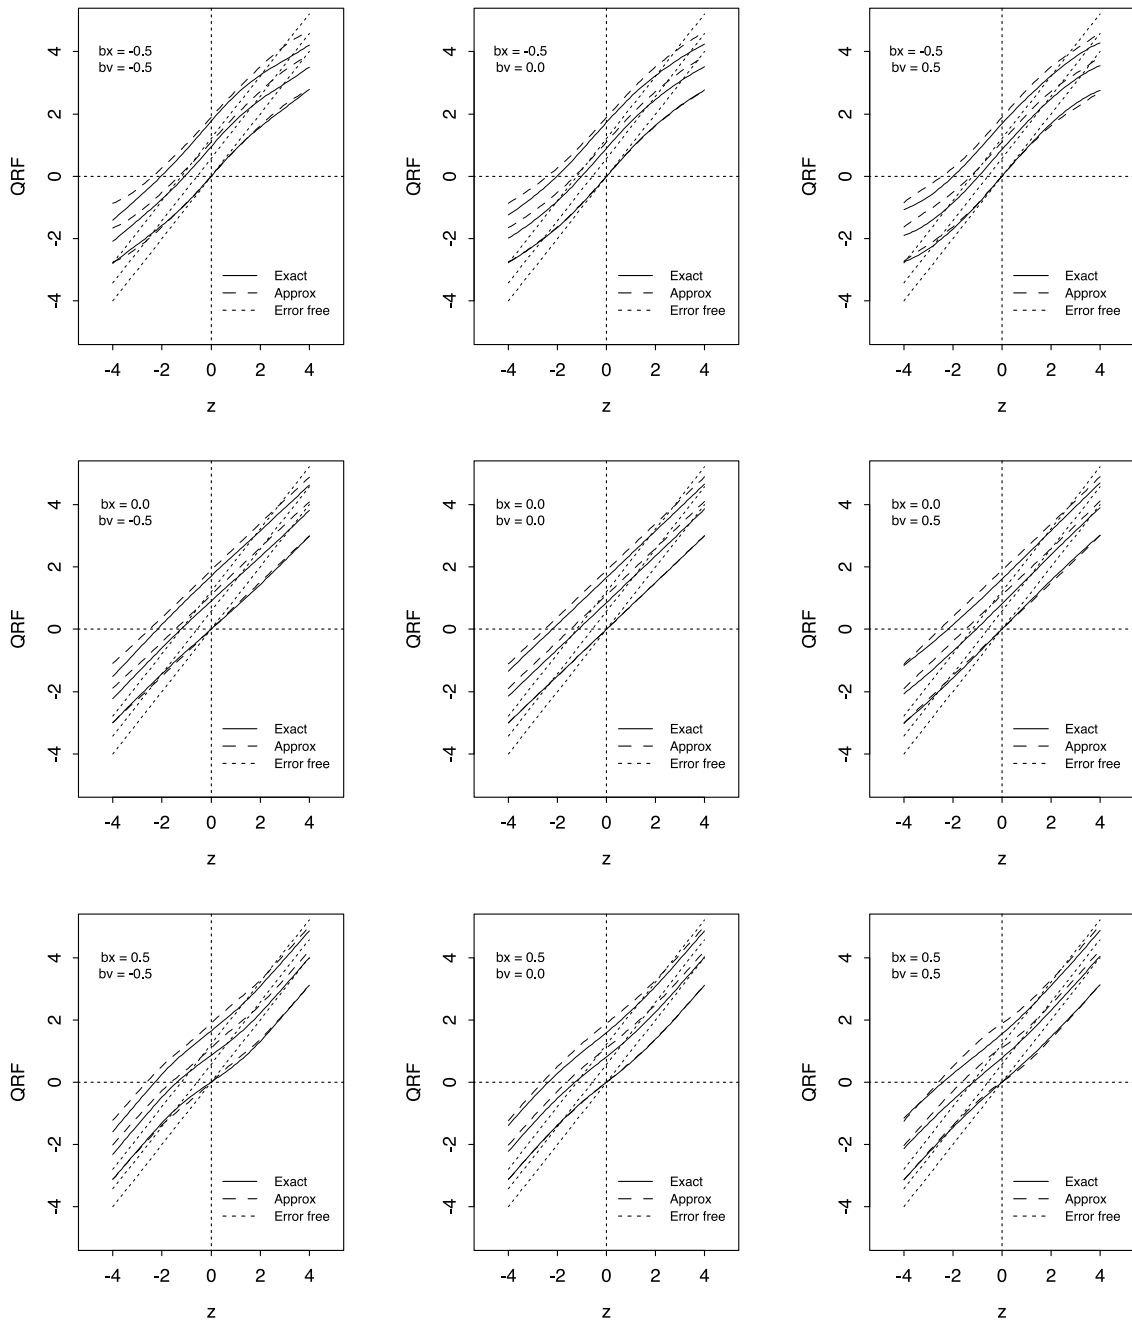 bx = -0.5
bv = -0.5
QRF
4
2
0
-2
-4
Exact
Approx
Error free
-4 -2 0 2 4
z
bx = -0.5
bv = 0.0
QRF
4
2
0
-2
-4
Exact
Approx
Error free
-4 -2 0 2 4
z
bx = -0.5
bv = 0.5
QRF
4
2
0
-2
-4
Exact
Approx
Error free
-4 -2 0 2 4
z
bx = 0.0
bv = -0.5
QRF
4
2
0
-2
-4
Exact
Approx
Error free
-4 -2 0 2 4
z
bx = 0.0
bv = 0.0
QRF
4
2
0
-2
-4
Exact
Approx
Error free
-4 -2 0 2 4
z
bx = 0.0
bv = 0.5
QRF
4
2
0
-2
-4
Exact
Approx
Error free
-4 -2 0 2 4
z
bx = 0.5
bv = -0.5
QRF
4
2
0
-2
-4
Exact
Approx
Error free
-4 -2 0 2 4
z
bx = 0.5
bv = 0.0
QRF
4
2
0
-2
-4
Exact
Approx
Error free
-4 -2 0 2 4
z
bx = 0.5
bv = 0.5
QRF
4
2
0
-2
-4
Exact
Approx
Error free
-4 -2 0 2 4
z